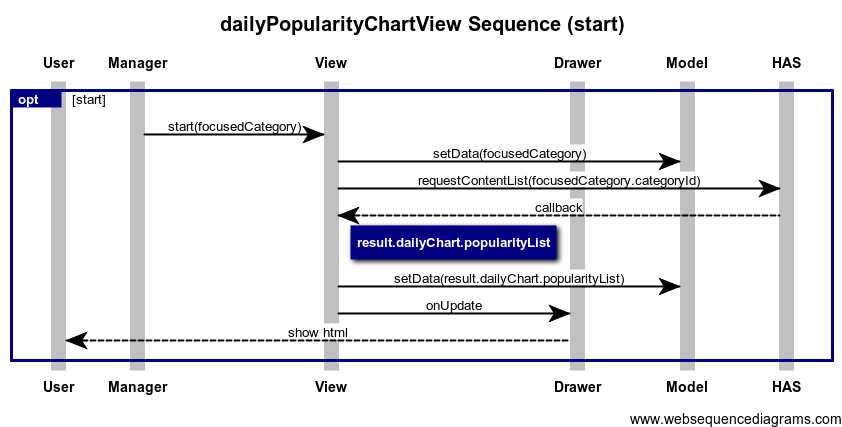 dailyPopularityChartView Sequence (start)
User Manager View Drawer Model HAS
opt [start]
start(focusedCategory)
setData(focusedCategory)
requestContentList(focusedCategory.categoryId)
callback
result.dailyChart.popularityList
setData(result.dailyChart.popularityList)
onUpdate
show html
User Manager View Drawer Model HAS
www.websequencediagrams.com